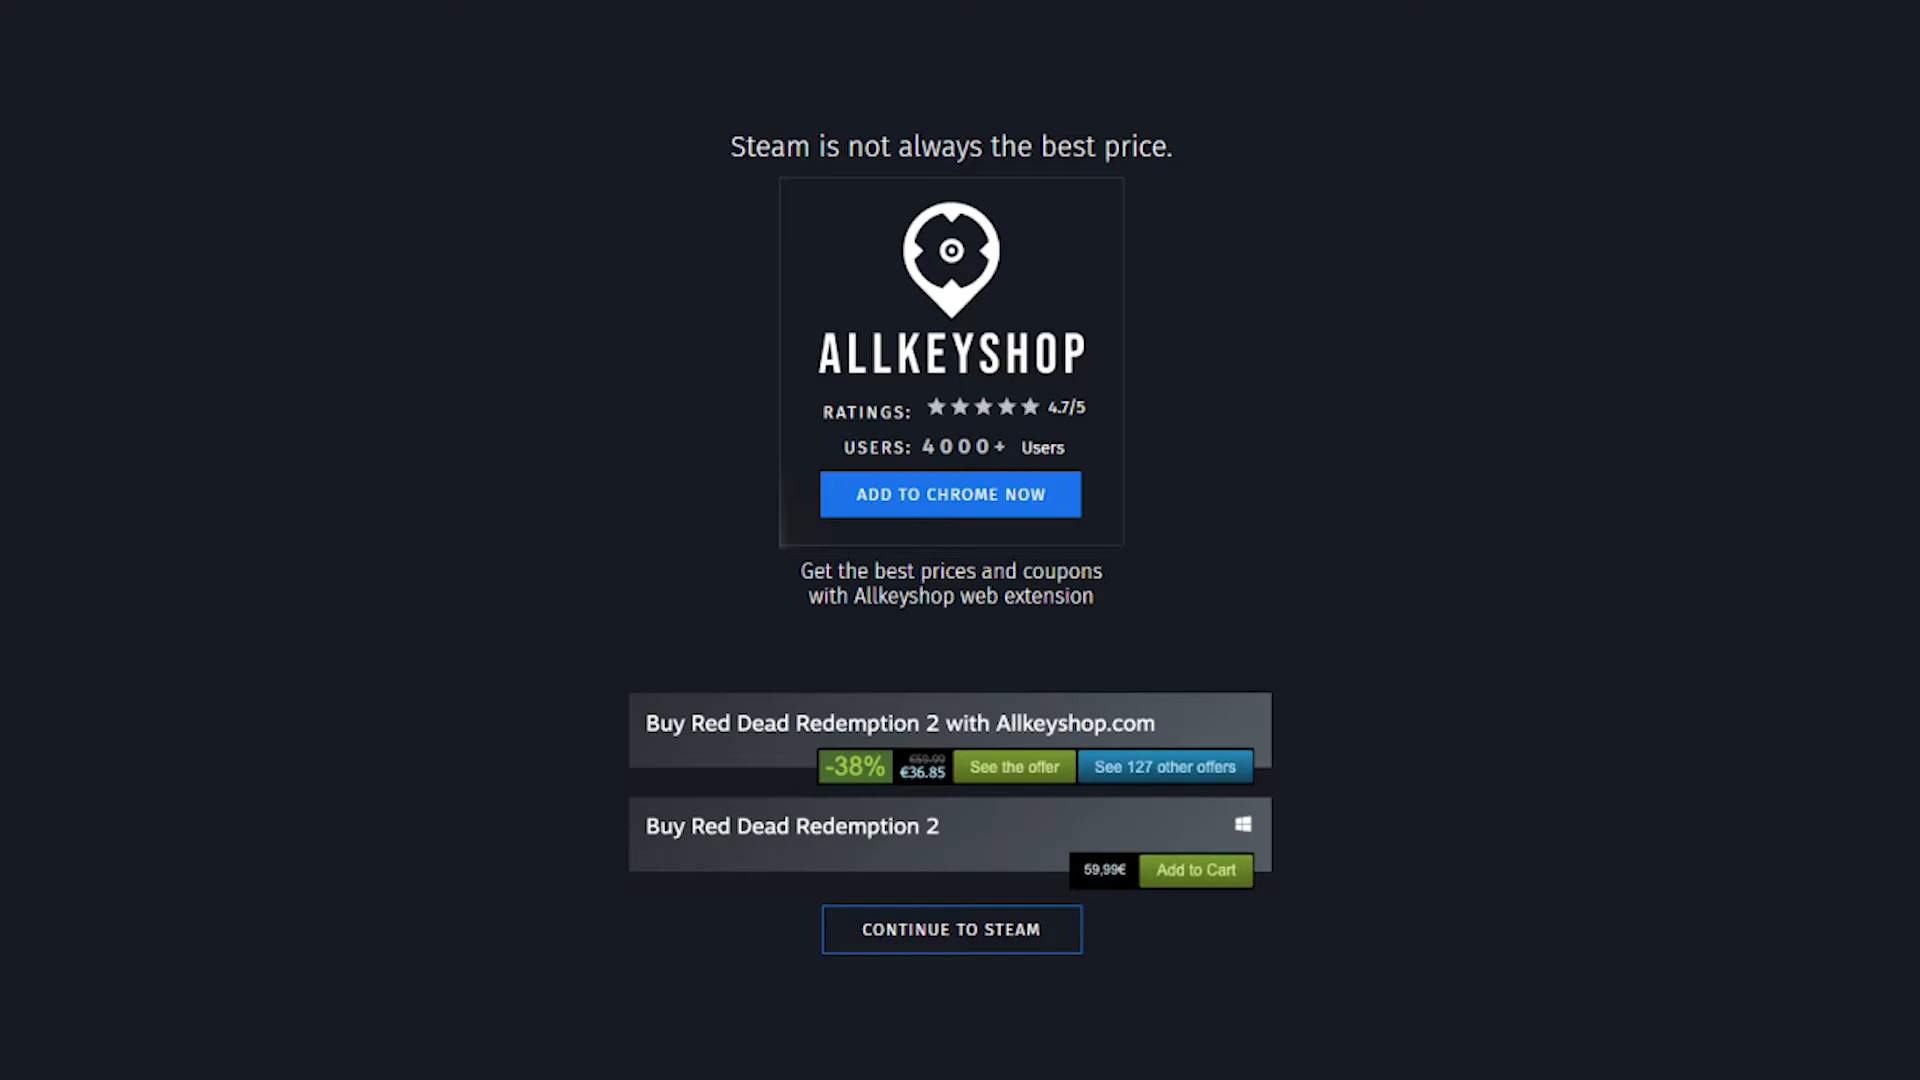 Steam is not always the best price.
ALLKEYSHOP
RATINGS: 4.7/5
USERS: 4000+ Users
ADD TO CHROME NOW
Get the best prices and coupons
with Allkeyshop web extension
Buy Red Dead Redemption 2 with Allkeyshop.com
-38% €59.99 €36.85 See the offer See 127 other offers
Buy Red Dead Redemption 2
59,99€ Add to Cart
CONTINUE TO STEAM